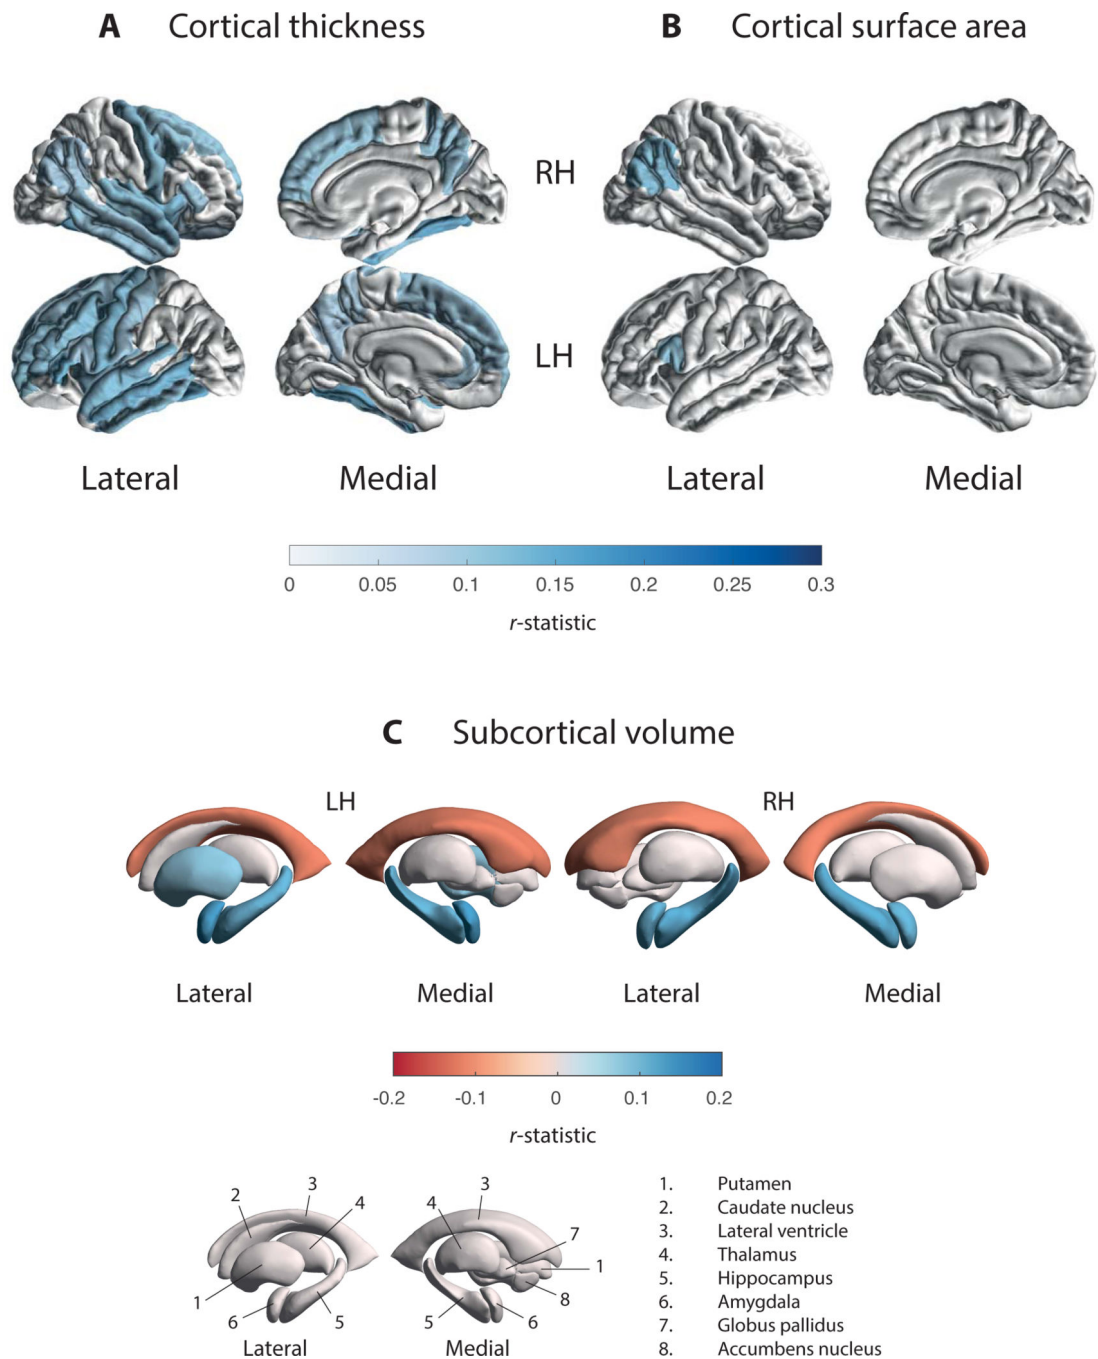 A Cortical thickness
B Cortical surface area
RH
LH
Lateral
Medial
Lateral
Medial
0 0.05 0.1 0.15 0.2 0.25 0.3
r-statistic
C Subcortical volume
LH
RH
Lateral
Medial
Lateral
Medial
-0.2 -0.1 0 0.1 0.2
r-statistic
3
2
4
1
6
5
Lateral
4
3
7
1
8
5
6
Medial
1. Putamen
2. Caudate nucleus
3. Lateral ventricle
4. Thalamus
5. Hippocampus
6. Amygdala
7. Globus pallidus
8. Accumbens nucleus